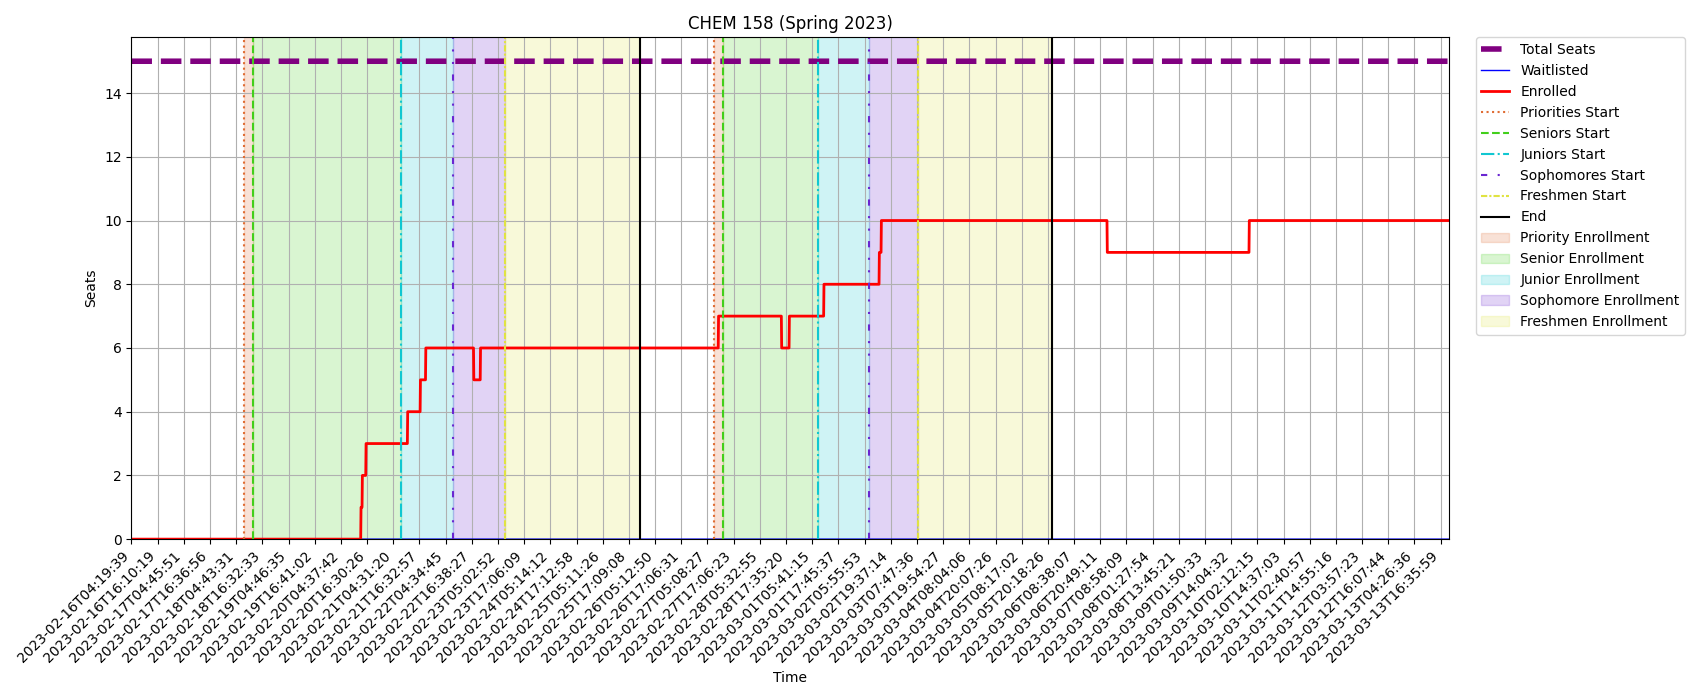 CHEM 158 (Spring 2023)
Total Seats
Waitlisted
Enrolled
Priorities Start
Seniors Start
Juniors Start
Sophomores Start
Freshmen Start
End
Priority Enrollment
Senior Enrollment
Junior Enrollment
Sophomore Enrollment
Freshmen Enrollment
Seats
14
12
10
8
6
4
2
0
2023-02-16T04:19:39
2023-02-16T16:10:19
2023-02-17T04:45:51
2023-02-17T16:36:56
2023-02-18T04:43:31
2023-02-18T16:32:33
2023-02-19T04:46:35
2023-02-19T16:41:02
2023-02-20T04:37:42
2023-02-20T16:30:26
2023-02-21T04:31:20
2023-02-21T16:32:57
2023-02-22T04:34:45
2023-02-22T16:38:27
2023-02-23T05:02:52
2023-02-23T17:06:09
2023-02-24T05:14:12
2023-02-24T17:12:58
2023-02-25T05:11:26
2023-02-25T17:09:08
2023-02-26T05:12:50
2023-02-26T17:06:31
2023-02-27T05:08:27
2023-02-27T17:06:23
2023-02-28T05:32:55
2023-02-28T17:35:20
2023-03-01T05:41:15
2023-03-01T17:45:37
2023-03-02T05:55:53
2023-03-02T19:37:14
2023-03-03T07:47:36
2023-03-03T19:54:27
2023-03-04T08:04:06
2023-03-04T20:07:26
2023-03-05T08:17:02
2023-03-05T20:18:26
2023-03-06T08:38:07
2023-03-06T20:49:11
2023-03-07T08:58:09
2023-03-08T01:27:54
2023-03-08T13:45:21
2023-03-09T01:50:33
2023-03-09T14:04:32
2023-03-10T02:12:15
2023-03-10T14:37:03
2023-03-11T02:40:57
2023-03-11T14:55:16
2023-03-12T03:57:23
2023-03-12T16:07:44
2023-03-13T04:26:36
2023-03-13T16:35:59
Time